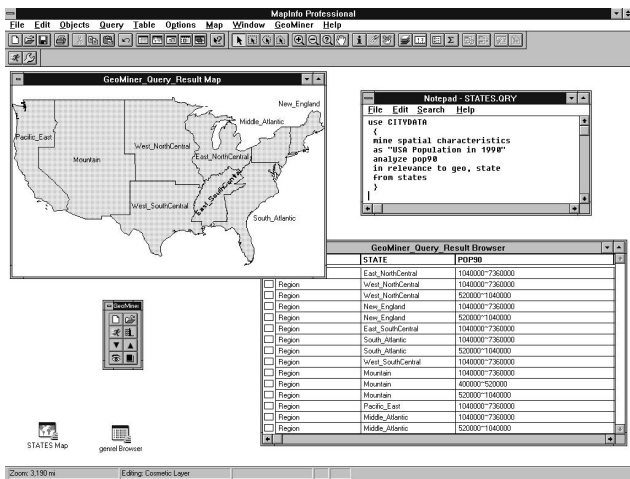 MapInfo Professional
File Edit Objects Query Table Options Map Window GeoMiner Help
GeoMiner_Query_Result Map
New_England
Middle_Atlantic
Pacific_East
West_NorthCentral
East_NorthCentral
Mountain
West_SouthCentral
East_SouthCentral
South_Atlantic
Notepad - STATES.QRY
File Edit Search Help
use CITYDATA
{
mine spatial characteristics
as "USA Population in 1990"
analyze pop90
in relevance to geo, state
from states
}
GeoMiner_Query_Result Browser
STATE POP90
East_NorthCentral 1040000~7360000
Region West_NorthCentral 1040000~7360000
Region West_NorthCentral 520000~1040000
Region New_England 1040000~7360000
Region New_England 520000~1040000
Region East_SouthCentral 1040000~7360000
Region South_Atlantic 1040000~7360000
Region South_Atlantic 520000~1040000
Region West_SouthCentral 1040000~7360000
Region Mountain 1040000~7360000
Region Mountain 400000~520000
Region Mountain 520000~1040000
Region Pacific_East 1040000~7360000
Region Middle_Atlantic 1040000~7360000
Region Middle_Atlantic 520000~1040000
GeoMiner
STATES Map
genrel Browser
Zoom: 3,190 mi Editing: Cosmetic Layer